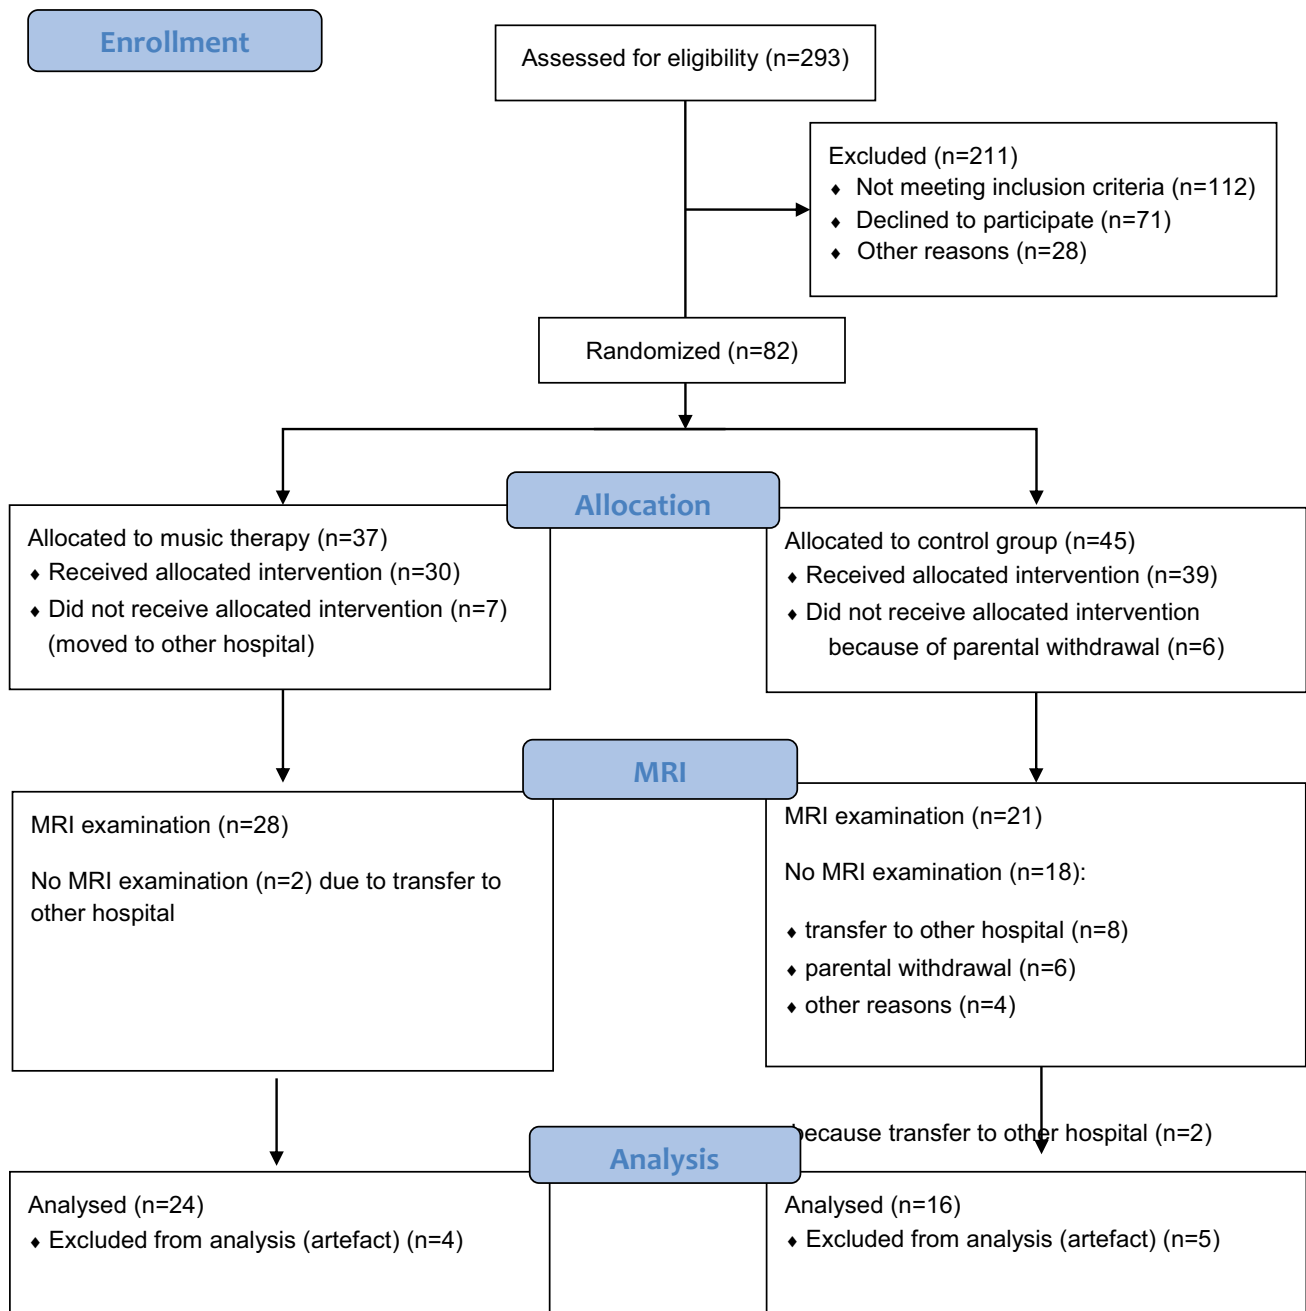 Enrollment
Assessed for eligibility (n=293)
Excluded (n=211)
♦ Not meeting inclusion criteria (n=112)
♦ Declined to participate (n=71)
♦ Other reasons (n=28)
Randomized (n=82)
Allocation
Allocated to music therapy (n=37)
♦ Received allocated intervention (n=30)
♦ Did not receive allocated intervention (n=7)
(moved to other hospital)
Allocated to control group (n=45)
♦ Received allocated intervention (n=39)
♦ Did not receive allocated intervention
because of parental withdrawal (n=6)
MRI
MRI examination (n=28)
No MRI examination (n=2) due to transfer to
other hospital
MRI examination (n=21)
No MRI examination (n=18):
♦ transfer to other hospital (n=8)
♦ parental withdrawal (n=6)
♦ other reasons (n=4)
because transfer to other hospital (n=2)
Analysis
Analysed (n=24)
♦ Excluded from analysis (artefact) (n=4)
Analysed (n=16)
♦ Excluded from analysis (artefact) (n=5)